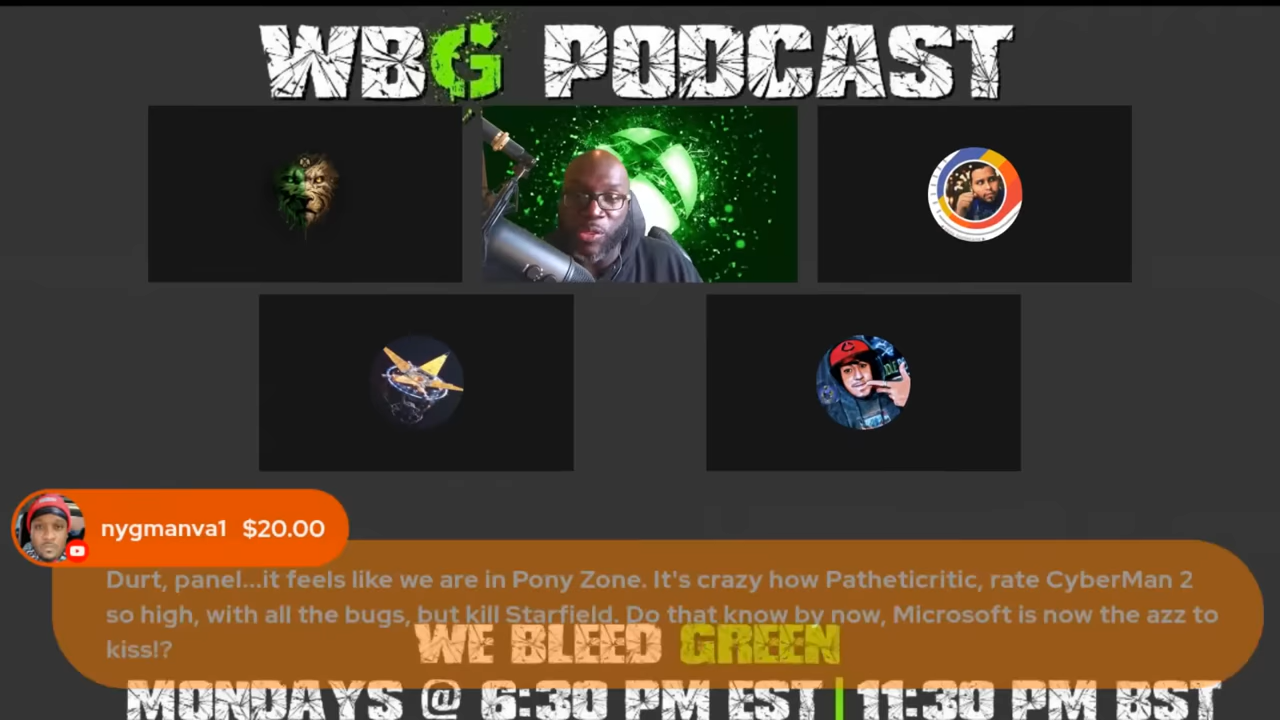 WBG PODCAST
nygmanva1 $20.00
Durt, panel...it feels like we are in Pony Zone. It's crazy how Patheticritic, rate CyberMan 2
so high, with all the bugs, but kill Starfield. Do that know by now, Microsoft is now the azz to
kiss!?
WE BLEED GREEN
MONDAYS @ 6:30 PM EST | 11:30 PM BST